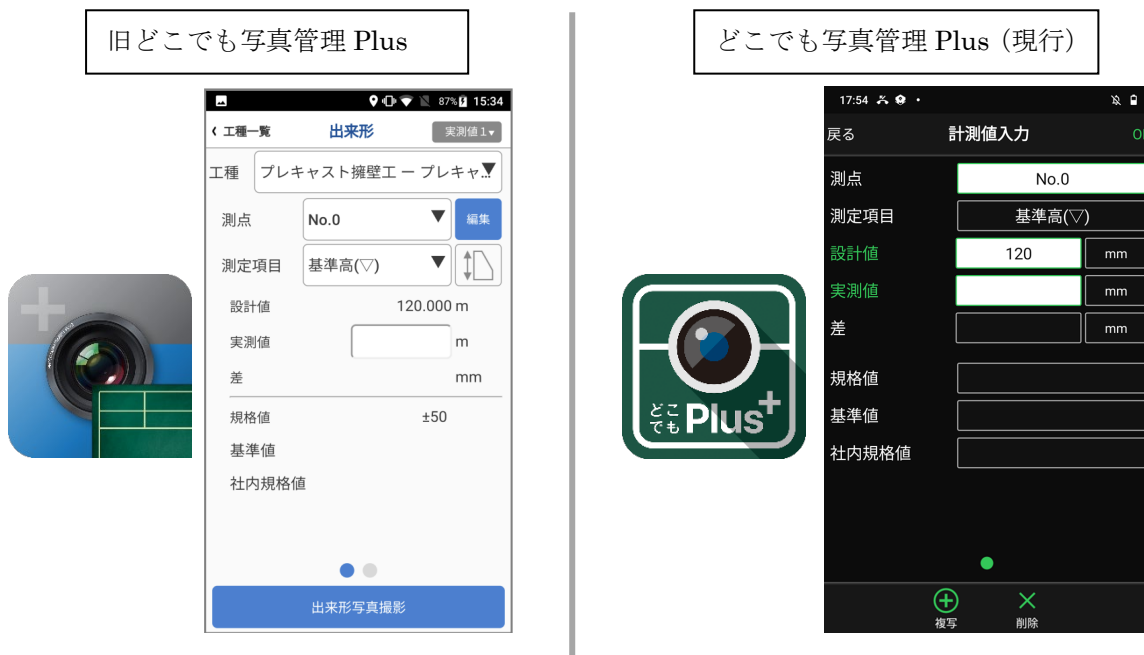 旧どこでも写真管理 Plus
87% 15:34
工種一覧 出来形 実測値1▾
工種 プレキャスト擁壁工 ー プレキャ...▼
測点 No.0 ▼ 編集
測定項目 基準高(▽) ▼
設計値 120.000 m
実測値 m
差 mm
規格値 ±50
基準値
社内規格値
出来形写真撮影
どこでも写真管理 Plus（現行）
どこ
でも Plus+
17:54
戻る 計測値入力
測点 No.0
測定項目 基準高(▽)
設計値 120 mm
実測値 mm
差 mm
規格値
基準値
社内規格値
複写 削除